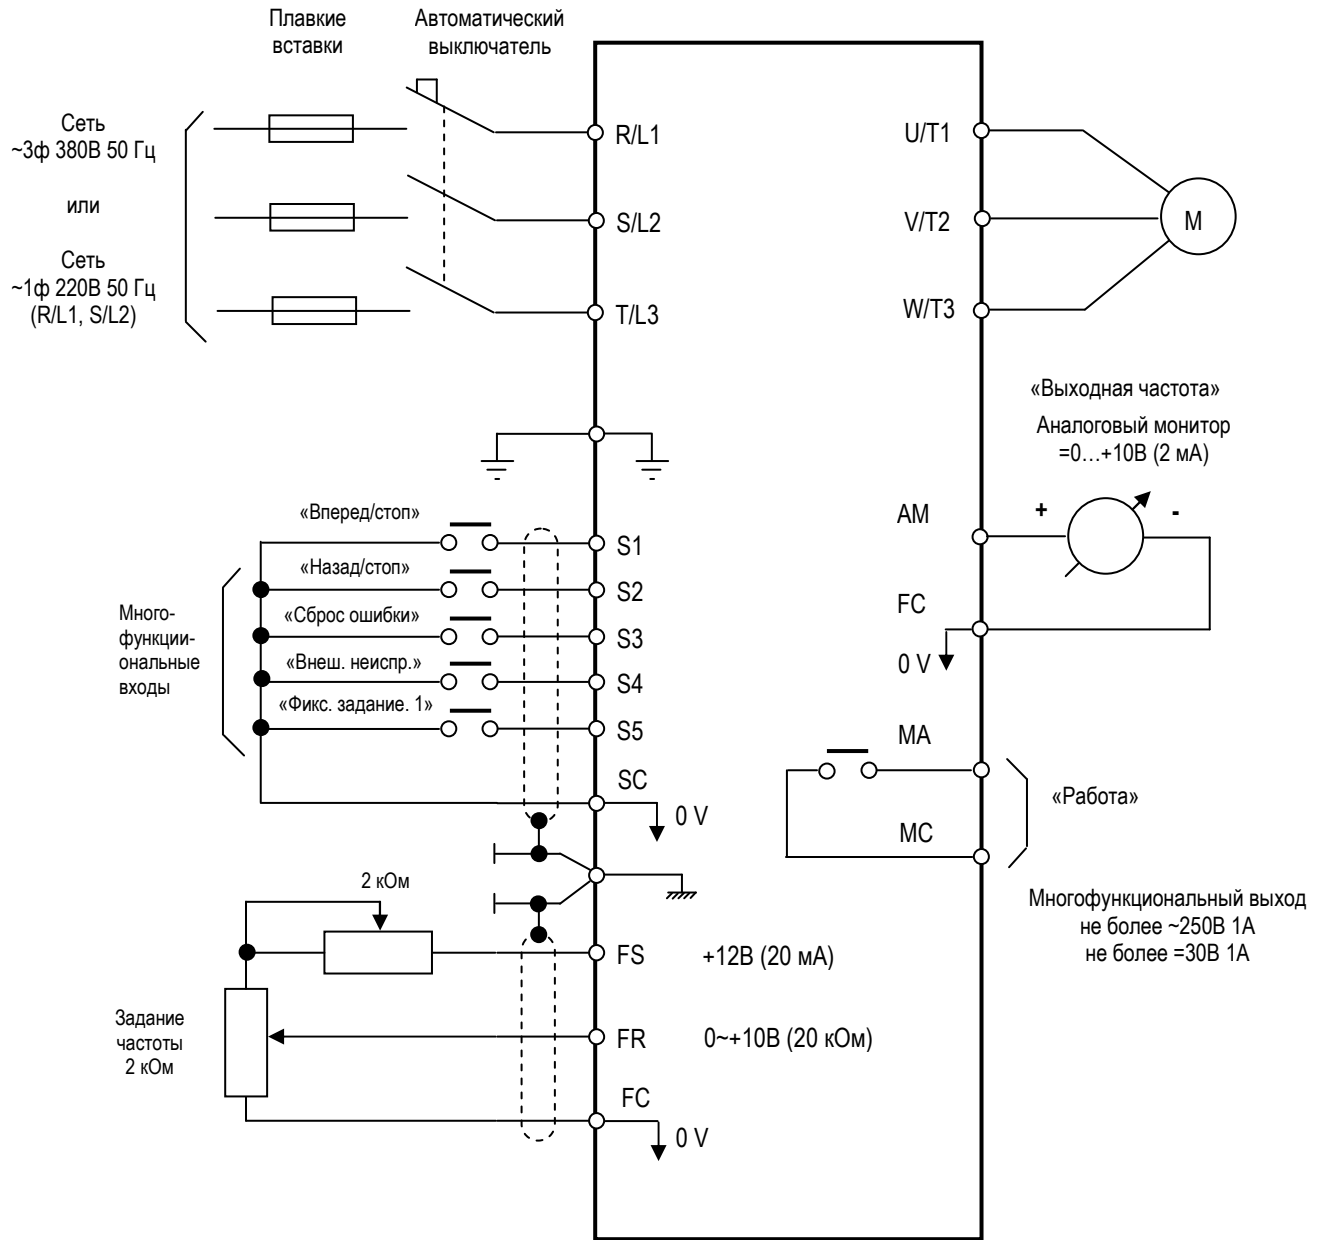 Плавкие
вставки
Автоматический
выключатель
Сеть
~3ф 380В 50 Гц
или
Сеть
~1ф 220В 50 Гц
(R/L1, S/L2)
R/L1
S/L2
T/L3
U/T1
V/T2
W/T3
M
«Выходная частота»
Аналоговый монитор
=0…+10В (2 мА)
AM
+
-
FC
0 V
«Вперед/стоп»
S1
«Назад/стоп»
S2
«Сброс ошибки»
S3
«Внеш. неиспр.»
S4
«Фикс. задание. 1»
S5
Много-
функции-
ональные
входы
SC
0 V
MA
MC
«Работа»
Многофункциональный выход
не более ~250В 1А
не более =30В 1А
2 кОм
FS
+12В (20 мА)
Задание
частоты
2 кОм
FR
0~+10В (20 кОм)
FC
0 V